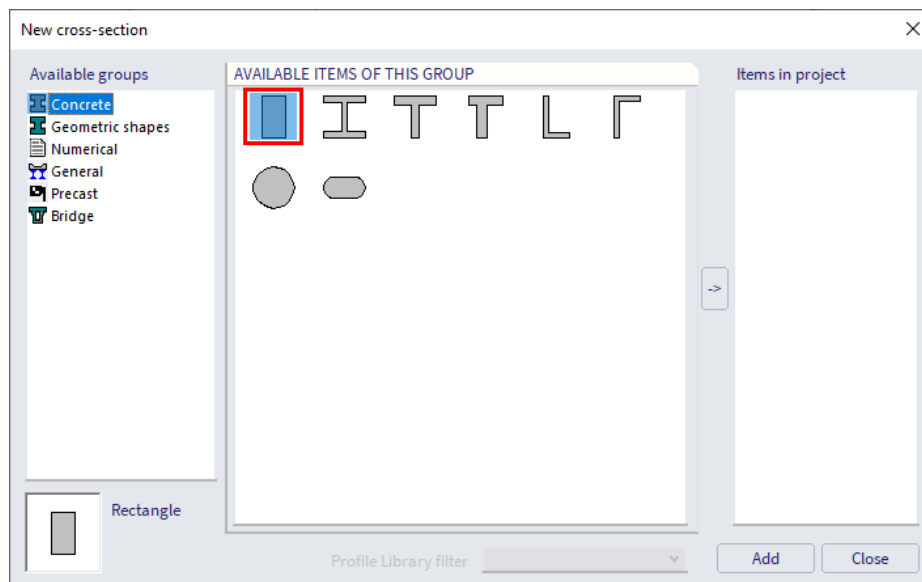 New cross-section
Available groups
Concrete
Geometric shapes
Numerical
General
Precast
Bridge
AVAILABLE ITEMS OF THIS GROUP
Items in project
->
Rectangle
Profile Library filter
Add
Close